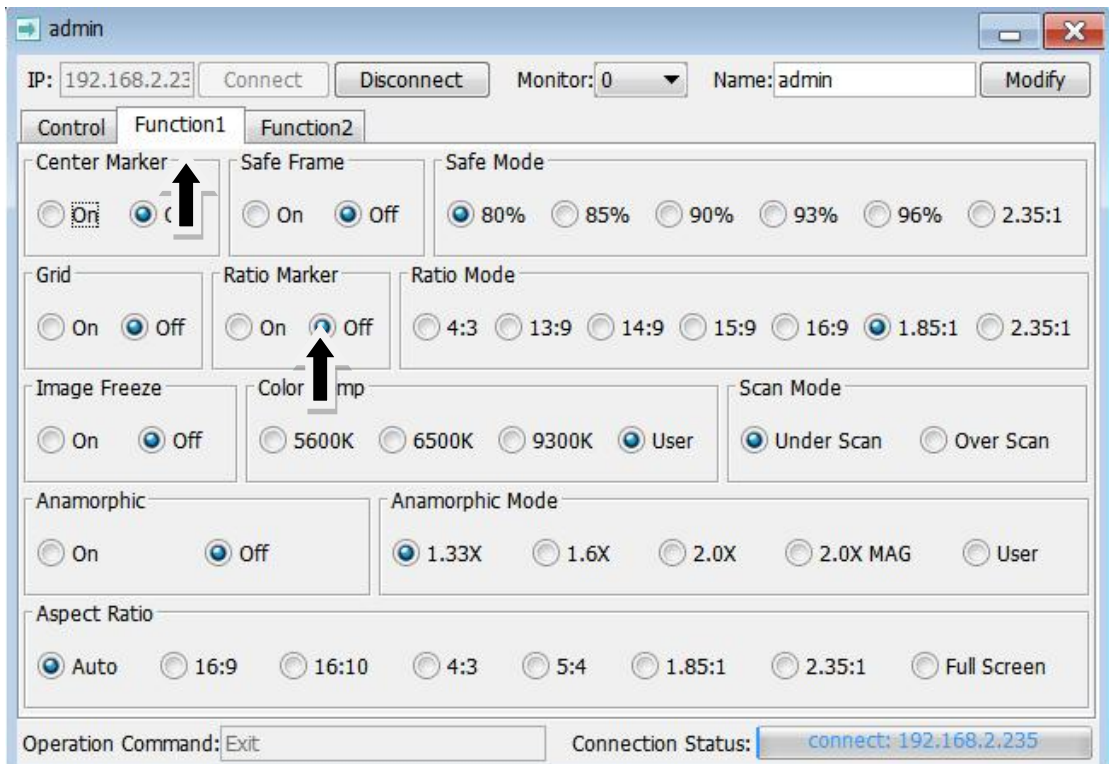 admin
IP: 192.168.2.23 Connect Disconnect Monitor: 0 Name: admin Modify
Control Function1 Function2
Center Marker Safe Frame Safe Mode
On On Off 80% 85% 90% 93% 96% 2.35:1
Grid Ratio Marker Ratio Mode
On Off On Off 4:3 13:9 14:9 15:9 16:9 1.85:1 2.35:1
Image Freeze Color Scan Mode
On Off 5600K 6500K 9300K User Under Scan Over Scan
Anamorphic Anamorphic Mode
On Off 1.33X 1.6X 2.0X 2.0X MAG User
Aspect Ratio
Auto 16:9 16:10 4:3 5:4 1.85:1 2.35:1 Full Screen
Operation Command: Exit Connection Status: connect: 192.168.2.235